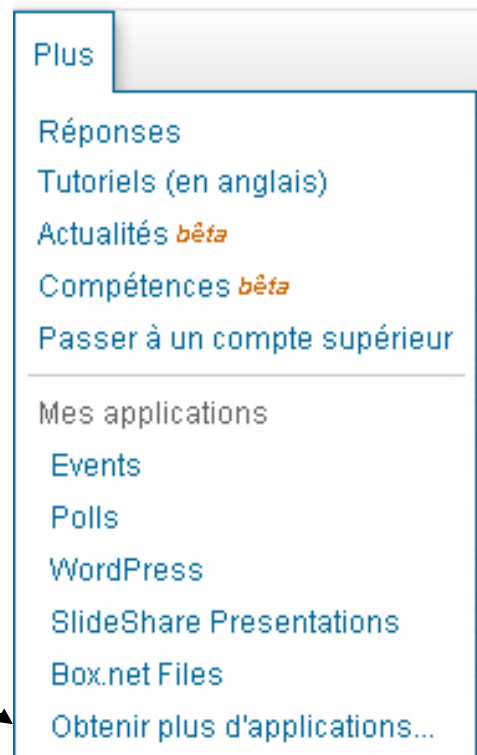 Plus
Réponses
Tutoriels (en anglais)
Actualités bêta
Compétences bêta
Passer à un compte supérieur
Mes applications
Events
Polls
WordPress
SlideShare Presentations
Box.net Files
Obtenir plus d'applications...